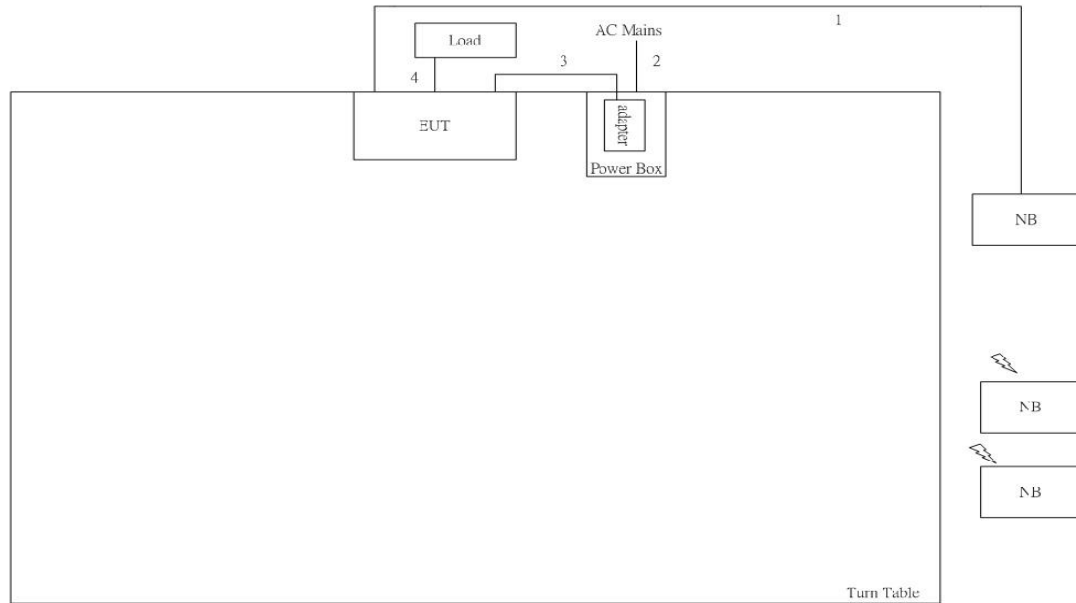 1
Load
AC Mains
3
2
4
EUT
adapter
Power Box
NB
NB
NB
Turn Table